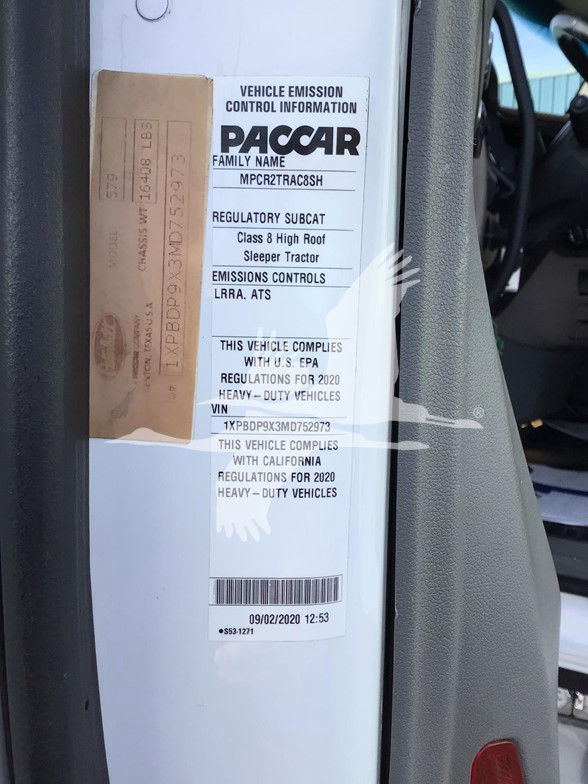 VEHICLE EMISSION
CONTROL INFORMATION
PACCAR
FAMILY NAME
MPCR2TRAC8SH
REGULATORY SUBCAT
Class 8 High Roof
Sleeper Tractor
EMISSIONS CONTROLS
LRRA. ATS
THIS VEHICLE COMPLIES
WITH U.S. EPA
REGULATIONS FOR 2020
HEAVY-DUTY VEHICLES
VIN
1XPBDP9X3MD752973
THIS VEHICLE COMPLIES
WITH CALIFORNIA
REGULATIONS FOR 2020
HEAVY-DUTY VEHICLES
09/02/2020 12:53
●S53-1271
MODEL 579
CHASSIS WT 16408 LBS
A PACCAR COMPANY
DENTON, TEXAS U.S.A.
1XPBDP9X3MD752973
®